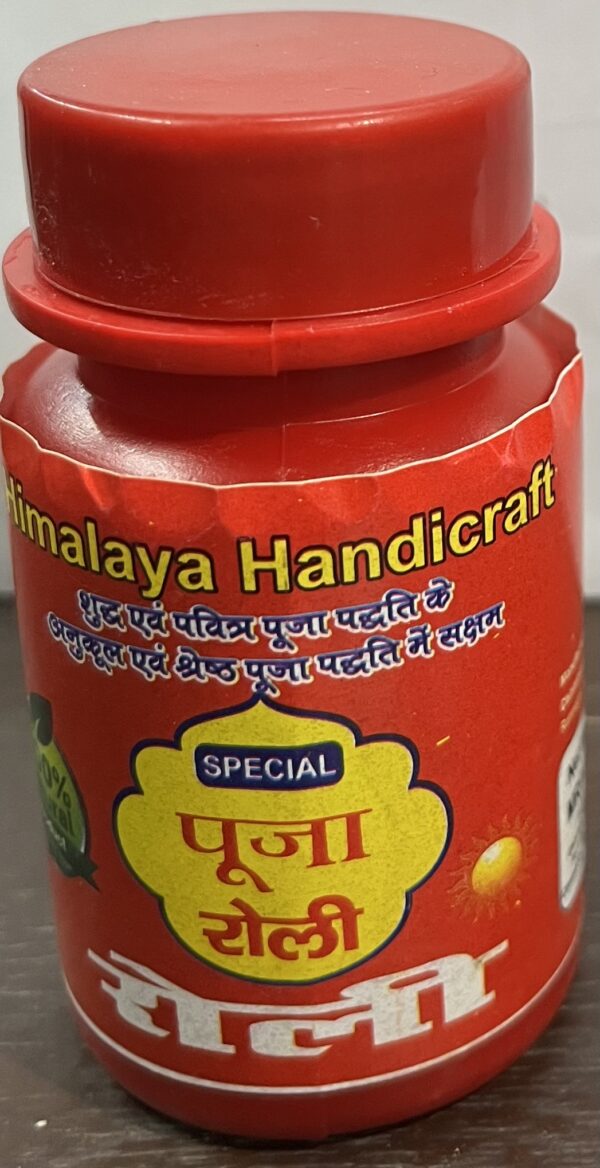 Himalaya Handicraft
शुद्ध एवं पवित्र पूजा पद्धति के
अनुकूल एवं श्रेष्ठ पूजा पद्धति में सक्षम
SPECIAL
पूजा
रोली
रोली